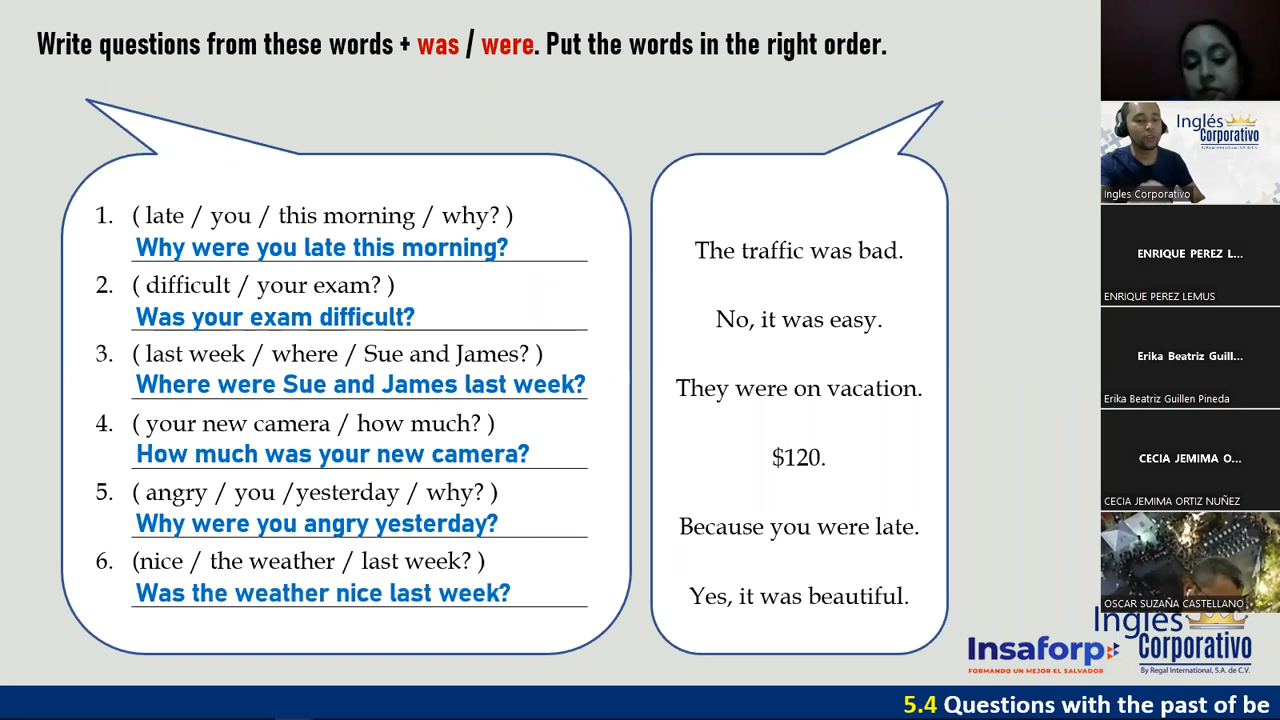 Write questions from these words + was / were. Put the words in the right order.
1. ( late / you / this morning / why? )
Why were you late this morning?
The traffic was bad.
2. ( difficult / your exam? )
Was your exam difficult?
No, it was easy.
3. ( last week / where / Sue and James? )
Where were Sue and James last week?
They were on vacation.
4. ( your new camera / how much? )
How much was your new camera?
$120.
5. ( angry / you /yesterday / why? )
Why were you angry yesterday?
Because you were late.
6. (nice / the weather / last week? )
Was the weather nice last week?
Yes, it was beautiful.
Inglés
Corporativo
By Regal International, S.A. de C.V.
Ingles Corporativo
ENRIQUE PEREZ L...
ENRIQUE PEREZ LEMUS
Erika Beatriz Guill...
Erika Beatriz Guillen Pineda
CECIA JEMIMA O...
CECIA JEMIMA ORTIZ NUÑEZ
OSCAR SUZAÑA CASTELLANO
Insaforp
FORMANDO UN MEJOR EL SALVADOR
Inglés
Corporativo
By Regal International, S.A. de C.V.
5.4 Questions with the past of be